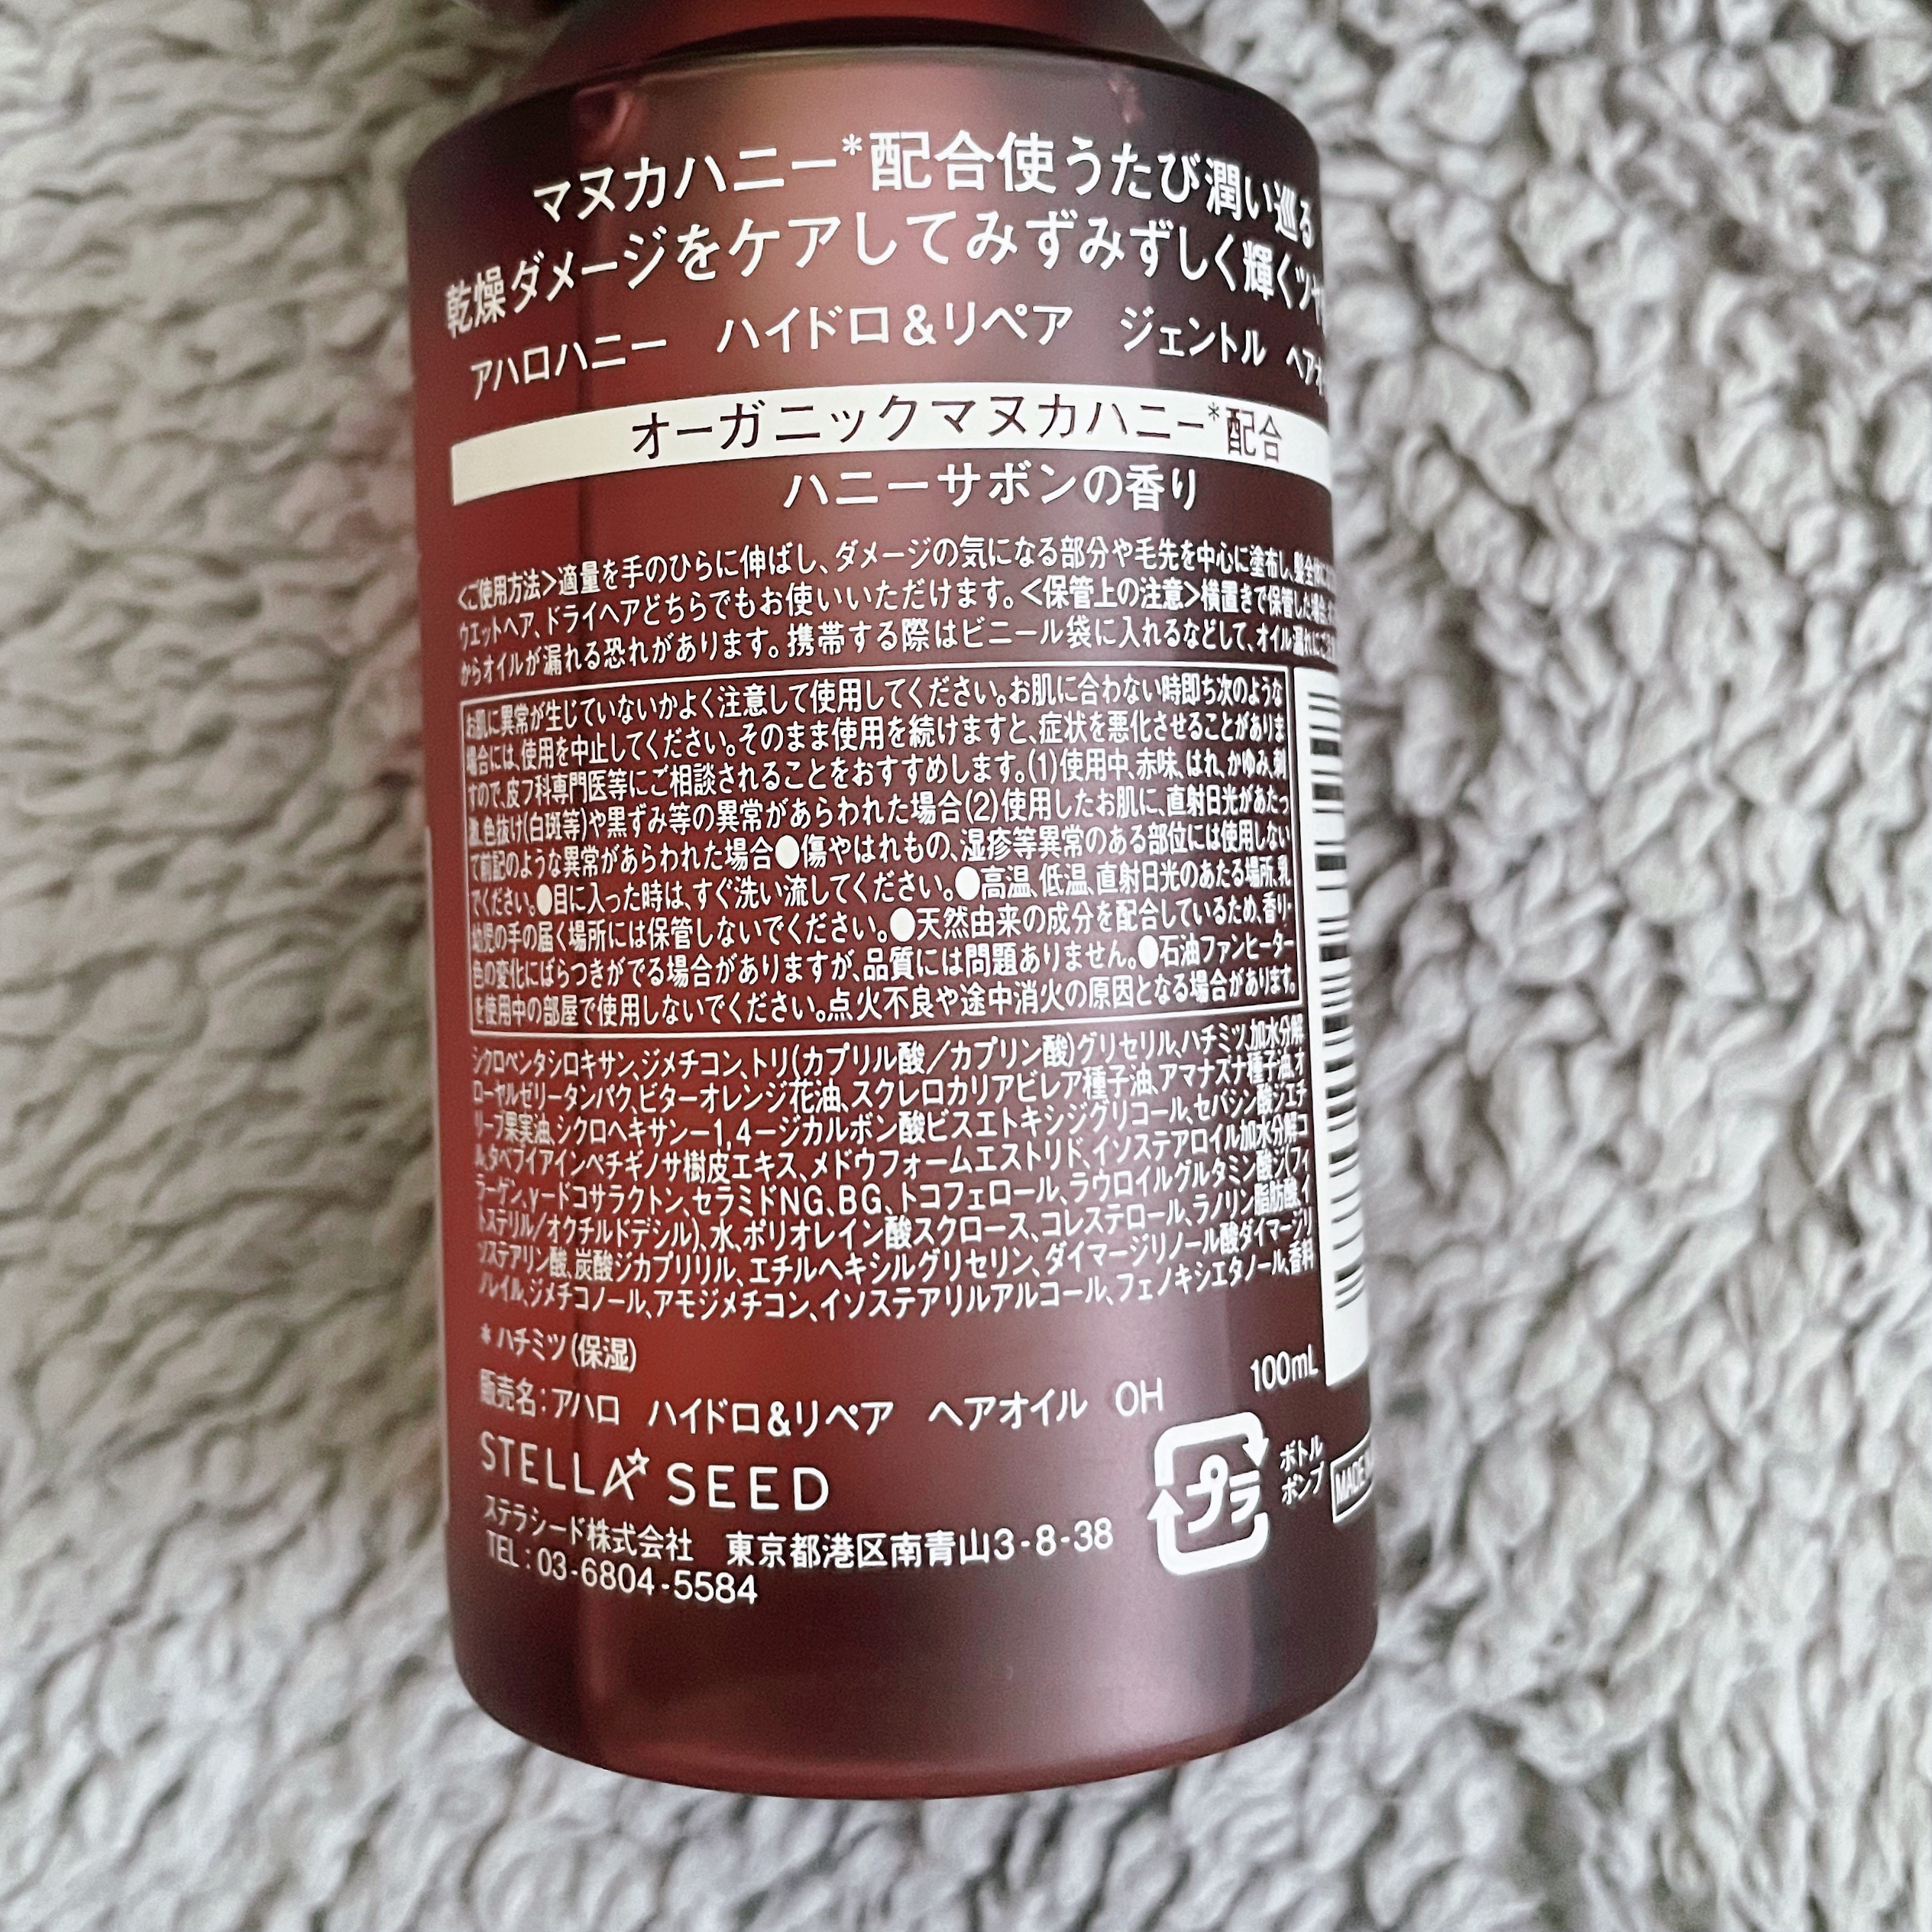 マヌカハニー*配合使うたび潤い巡る
乾燥ダメージをケアしてみずみずしく輝くツヤ
アハロハニー ハイドロ&リペア ジェントル ヘアオ
オーガニックマヌカハニー*配合
ハニーサボンの香り
<ご使用方法>適量を手のひらに伸ばし、ダメージの気になる部分や毛先を中心に塗布し、髪全体に
ウエットヘア、ドライヘアどちらでもお使いいただけます。<保管上の注意>横置きで保管した場合、
からオイルが漏れる恐れがあります。携帯する際はビニール袋に入れるなどして、オイル漏れにご
お肌に異常が生じていないかよく注意して使用してください。お肌に合わない時即ち次のような
場合には、使用を中止してください。そのまま使用を続けますと、症状を悪化させることがありま
すので、皮フ科専門医等にご相談されることをおすすめします。(1)使用中、赤味、はれ、かゆみ、刺
激、色抜け(白斑等)や黒ずみ等の異常があらわれた場合(2)使用したお肌に、直射日光があたっ
て前記のような異常があらわれた場合●傷やはれもの、湿疹等異常のある部位には使用しない
でください。●目に入った時は、すぐ洗い流してください。●高温、低温、直射日光のあたる場所、乳
幼児の手の届く場所には保管しないでください。●天然由来の成分を配合しているため、香り・
色の変化にばらつきがでる場合がありますが、品質には問題ありません。●石油ファンヒーター
を使用中の部屋で使用しないでください。点火不良や途中消火の原因となる場合があります。
シクロペンタシロキサン、ジメチコン、トリ(カプリル酸/カプリン酸)グリセリル、ハチミツ、加水分解
ローヤルゼリータンパク、ビターオレンジ花油、スクレロカリアビレア種子油、アマナズナ種子油、オ
リーブ果実油、シクロヘキサン-1,4-ジカルボン酸ビスエトキシジグリコール、セバシン酸ジエチ
ル、タベブイアインペチギノサ樹皮エキス、メドウフォームエストリド、イソステアロイル加水分解コ
ラーゲン、γ-ドコサラクトン、セラミドNG、BG、トコフェロール、ラウロイルグルタミン酸ジ(フィ
トステリル/オクチルドデシル)、水、ポリオレイン酸スクロース、コレステロール、ラノリン脂肪酸、イ
ソステアリン酸、炭酸ジカプリリル、エチルヘキシルグリセリン、ダイマージリノール酸ダイマージリ
ノレイル、ジメチコノール、アモジメチコン、イソステアリルアルコール、フェノキシエタノール、香料
*ハチミツ(保湿)
100mL
販売名:アハロ ハイドロ&リペア ヘアオイル OH
STELLA SEED
プラ
ボトル
ポンプ
MADE IN
ステラシード株式会社 東京都港区南青山3-8-38
TEL:03-6804-5584